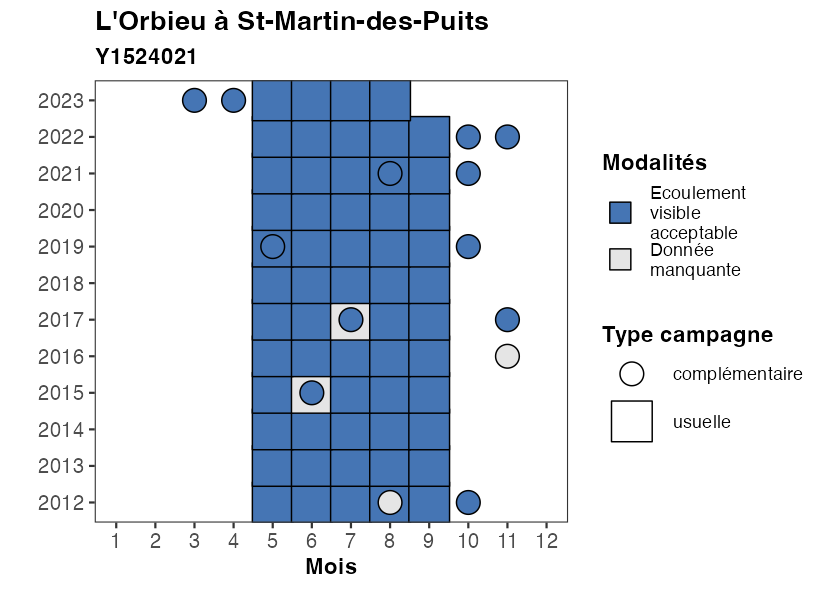 L'Orbieu à St-Martin-des-Puits
Y1524021
2023
2022
2021
2020
2019
2018
2017
2016
2015
2014
2013
2012
1 2 3 4 5 6 7 8 9 10 11 12
Mois
Modalités
Ecoulement
visible
acceptable
Donnée
manquante
Type campagne
complémentaire
usuelle